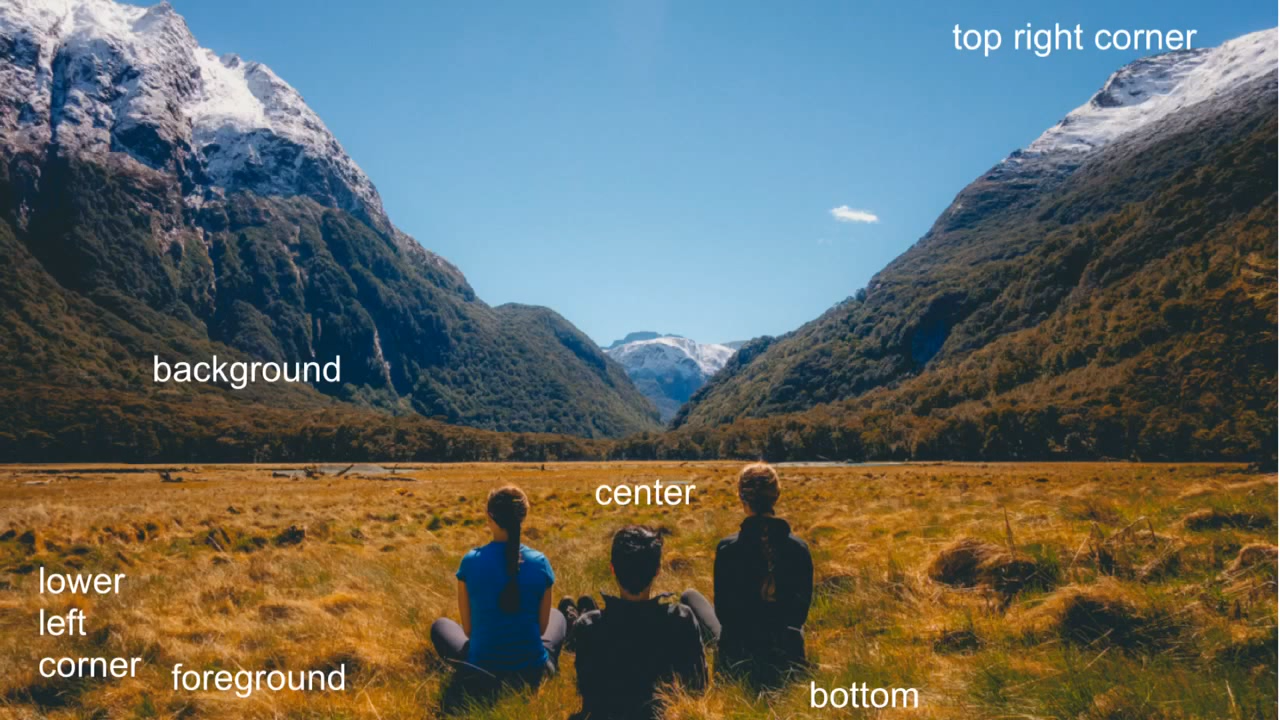 top right corner
background
center
lower
left
corner
foreground
bottom